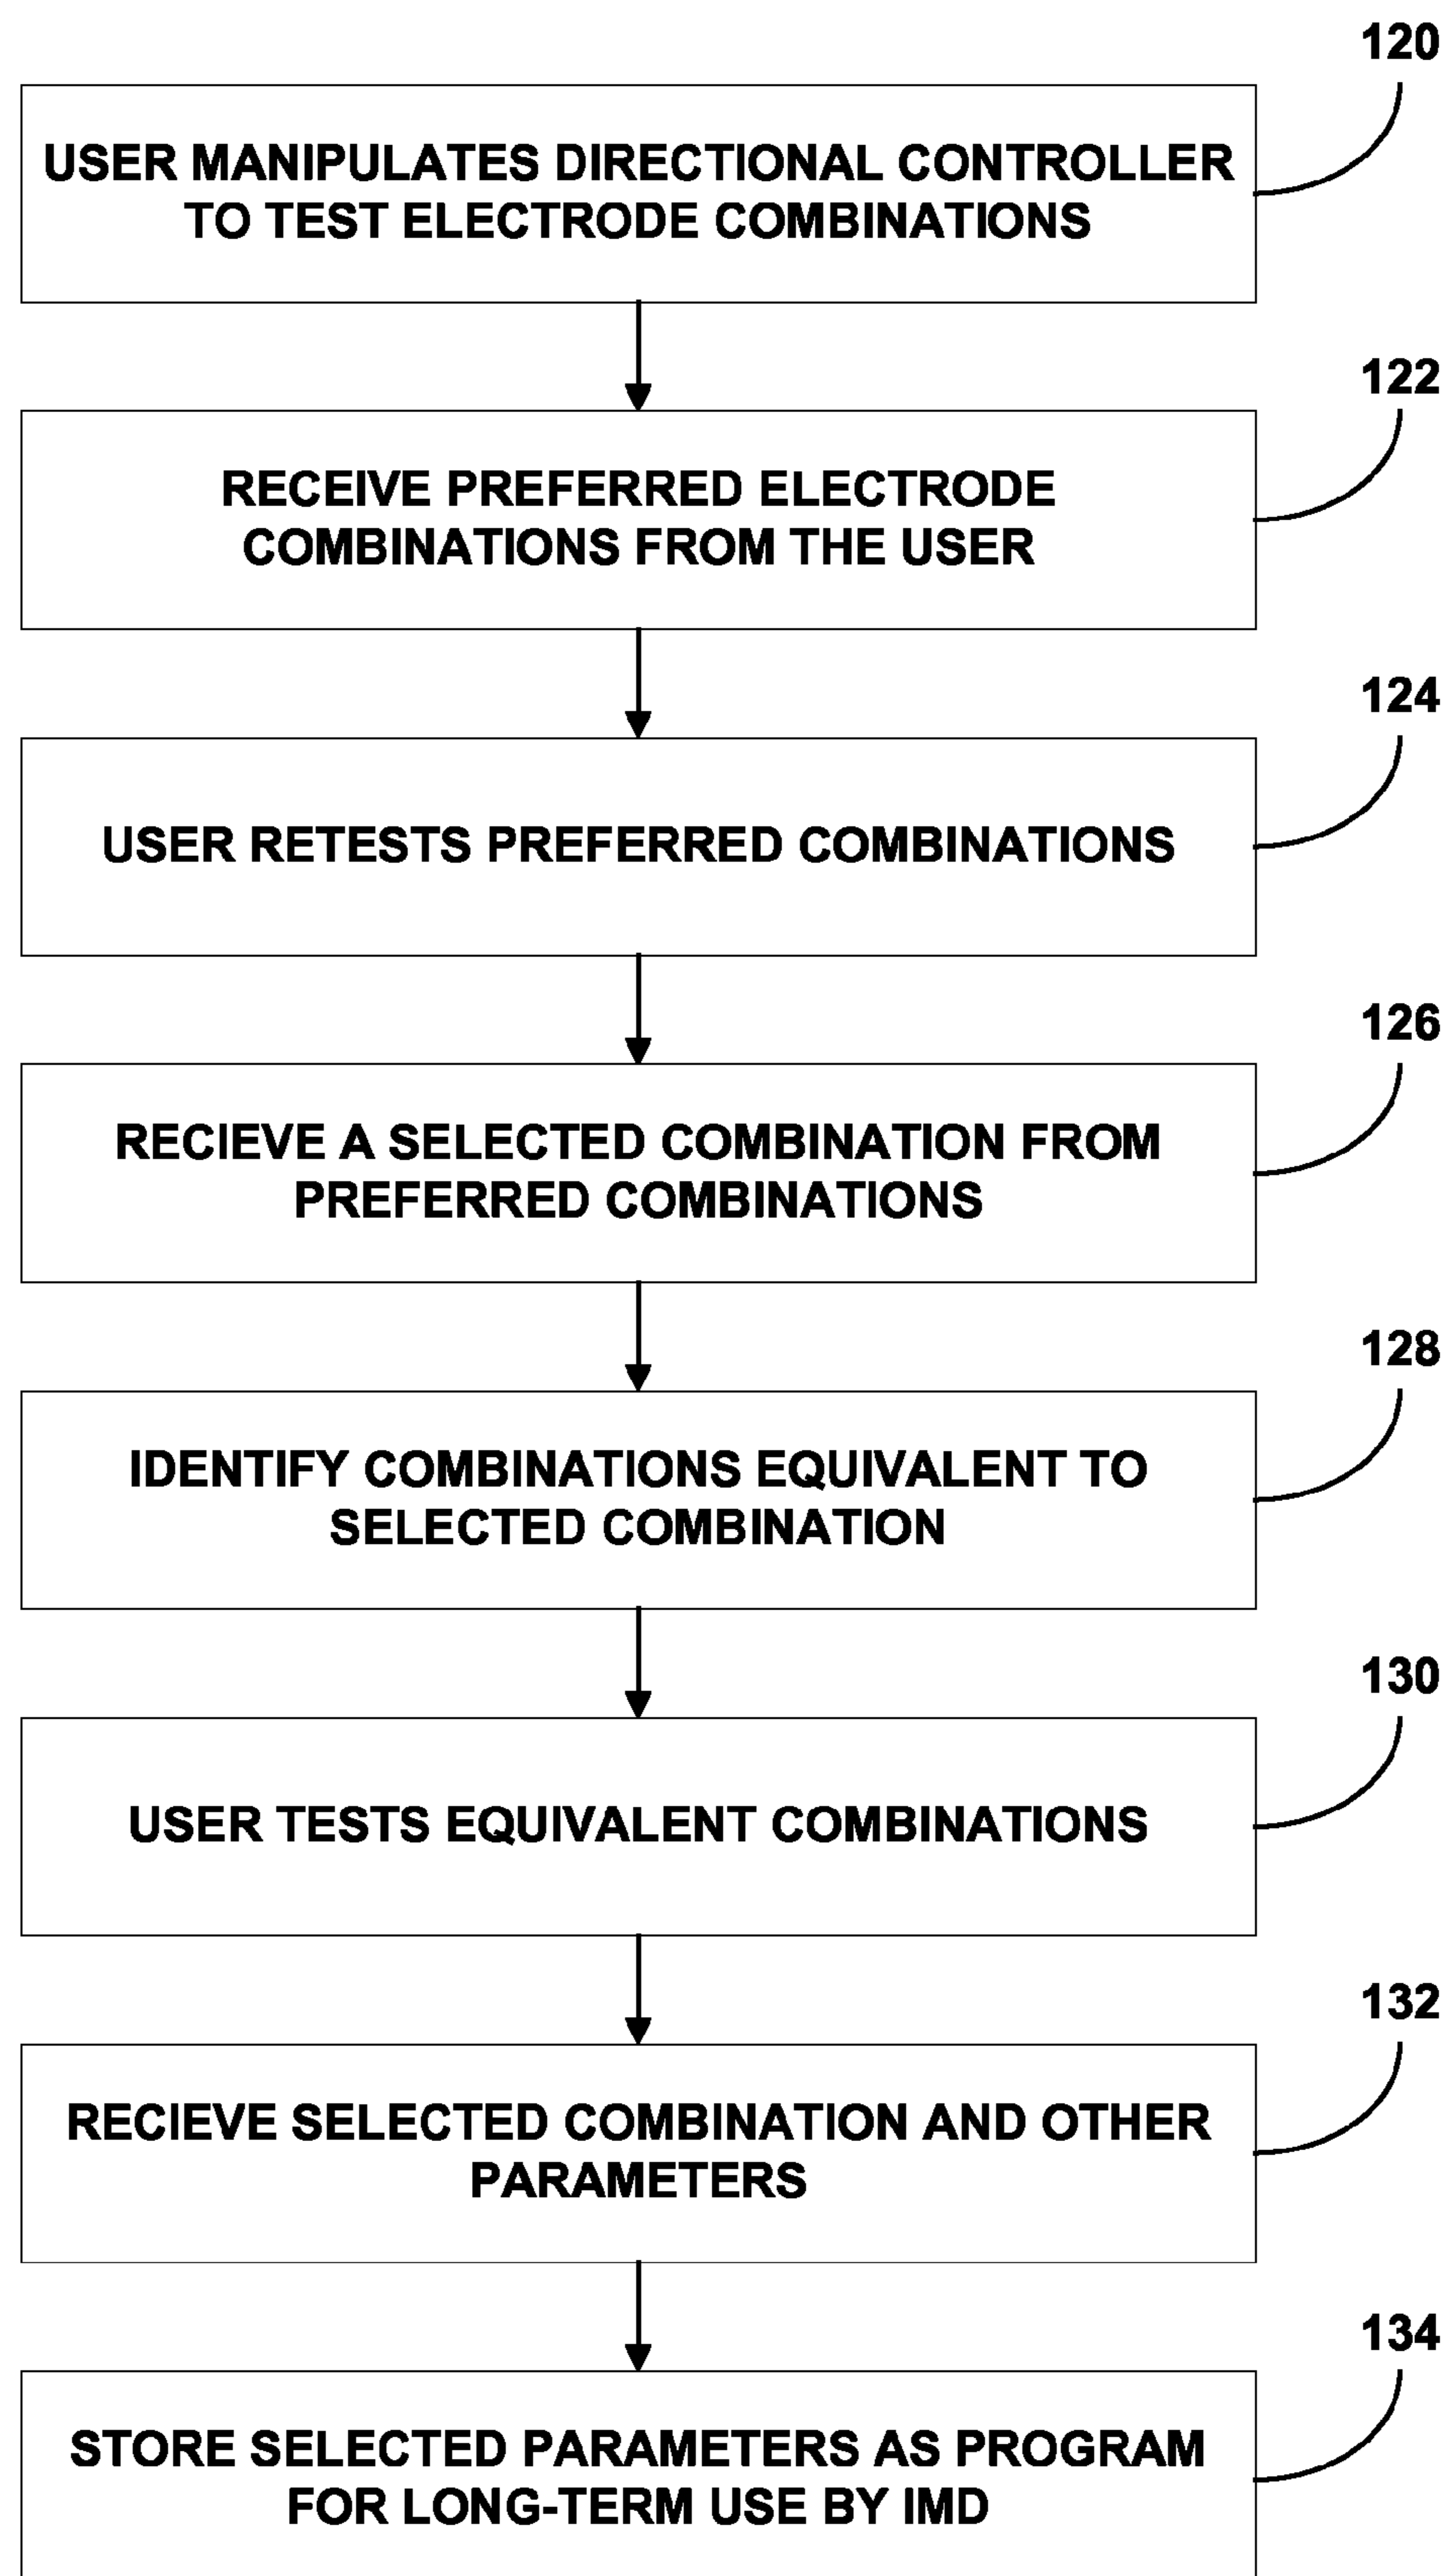 120
USER MANIPULATES DIRECTIONAL CONTROLLER
TO TEST ELECTRODE COMBINATIONS
122
RECEIVE PREFERRED ELECTRODE
COMBINATIONS FROM THE USER
124
USER RETESTS PREFERRED COMBINATIONS
126
RECIEVE A SELECTED COMBINATION FROM
PREFERRED COMBINATIONS
128
IDENTIFY COMBINATIONS EQUIVALENT TO
SELECTED COMBINATION
130
USER TESTS EQUIVALENT COMBINATIONS
132
RECIEVE SELECTED COMBINATION AND OTHER
PARAMETERS
134
STORE SELECTED PARAMETERS AS PROGRAM
FOR LONG-TERM USE BY IMD